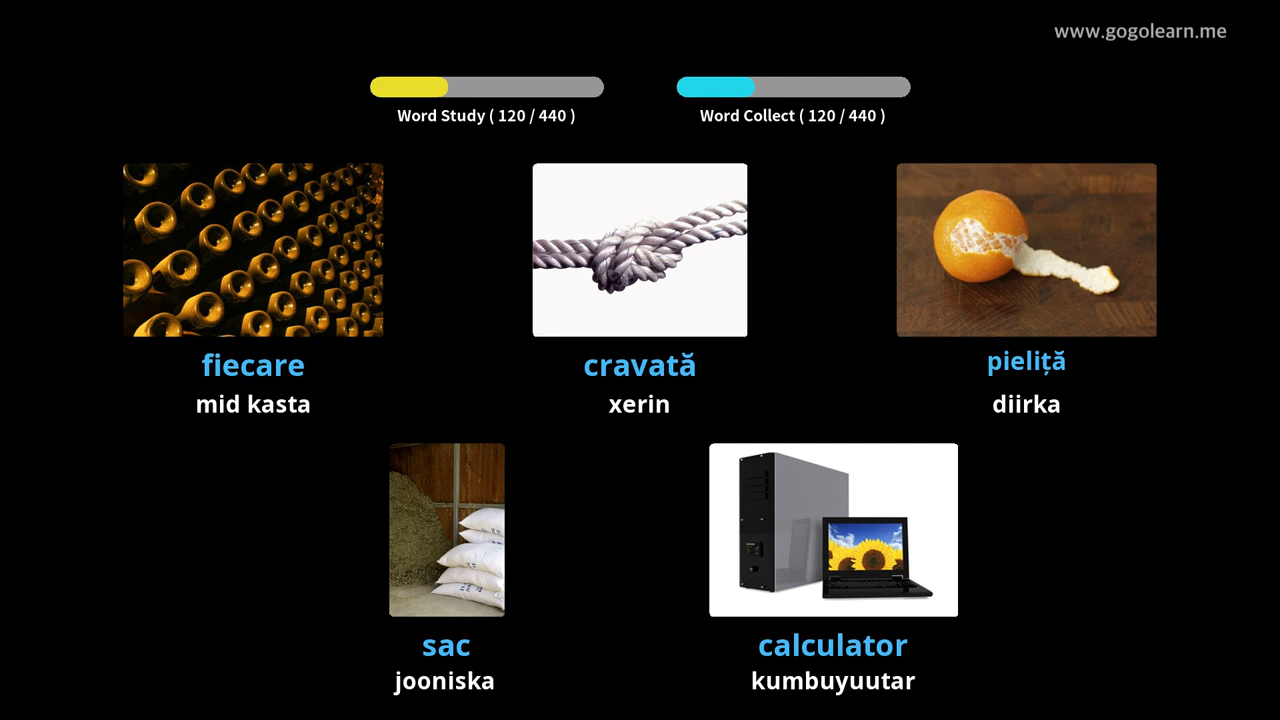 www.gogolearn.me
Word Study ( 120 / 440 )
Word Collect ( 120 / 440 )
fiecare
mid kasta
cravată
xerin
pieliță
diirka
sac
jooniska
calculator
kumbuyuutar